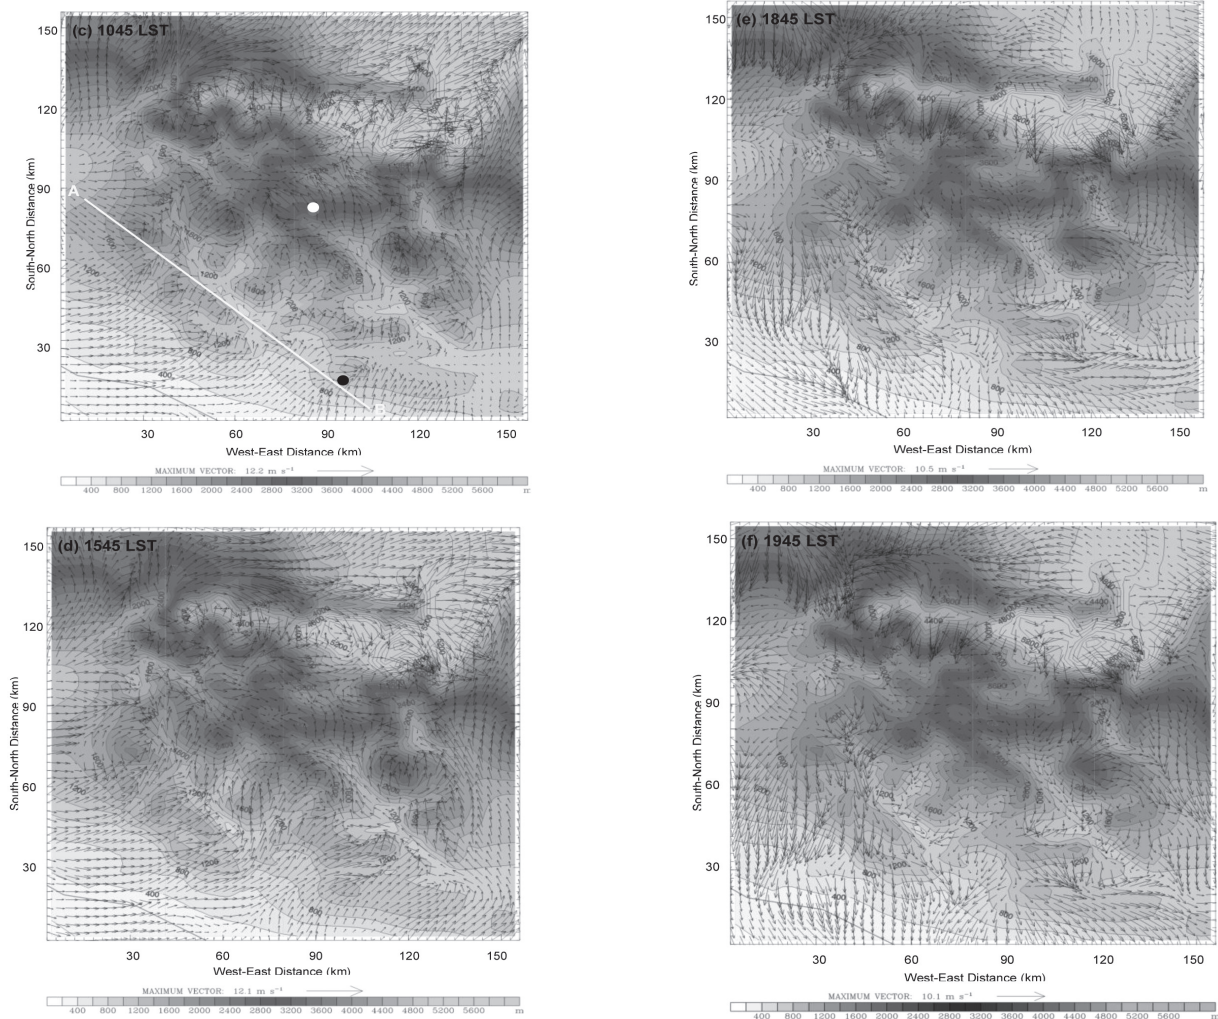 (c) 1045 LST
150
120
90
60
30
South-North Distance (km)
A
B
30 60 90 120 150
West-East Distance (km)
MAXIMUM VECTOR: 12.2 m s⁻¹
400 800 1200 1600 2000 2400 2800 3200 3600 4000 4400 4800 5200 5600 m
(e) 1845 LST
150
120
90
60
30
South-North Distance (km)
30 60 90 120 150
West-East Distance (km)
MAXIMUM VECTOR: 10.5 m s⁻¹
400 800 1200 1600 2000 2400 2800 3200 3600 4000 4400 4800 5200 5600 m
(d) 1545 LST
150
120
90
60
30
South-North Distance (km)
30 60 90 120 150
West-East Distance (km)
MAXIMUM VECTOR: 12.1 m s⁻¹
400 800 1200 1600 2000 2400 2800 3200 3600 4000 4400 4800 5200 5600 m
(f) 1945 LST
150
120
90
60
30
South-North Distance (km)
30 60 90 120 150
West-East Distance (km)
MAXIMUM VECTOR: 10.1 m s⁻¹
400 800 1200 1600 2000 2400 2800 3200 3600 4000 4400 4800 5200 5600 m